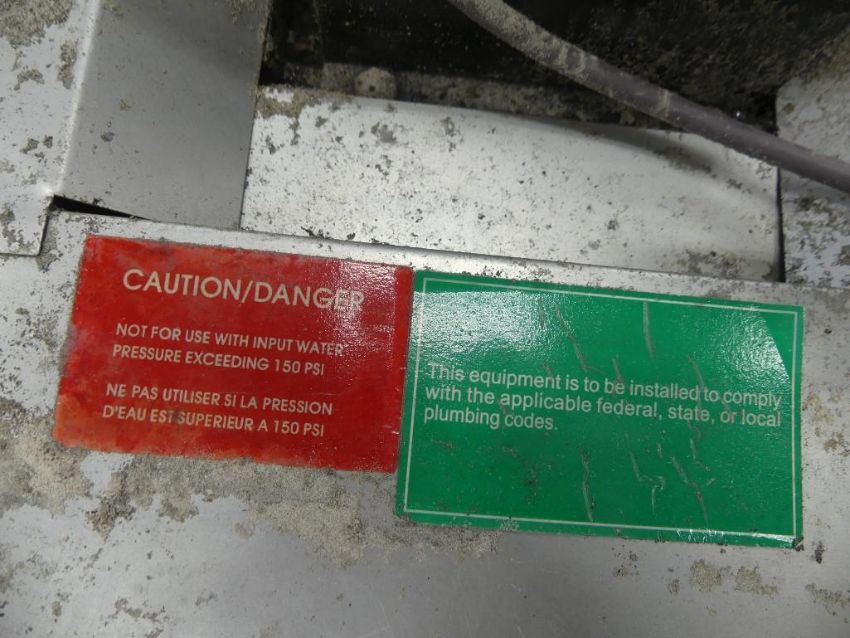 CAUTION/DANGER
NOT FOR USE WITH INPUT WATER
PRESSURE EXCEEDING 150 PSI
NE PAS UTILISER SI LA PRESSION
D'EAU EST SUPERIEUR A 150 PSI
This equipment is to be installed to comply
with the applicable federal, state, or local
plumbing codes.